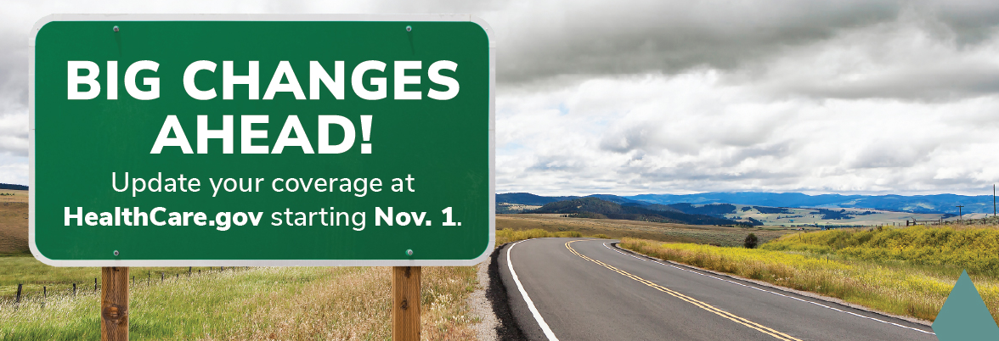 BIG CHANGES
AHEAD!
Update your coverage at
HealthCare.gov starting Nov. 1.